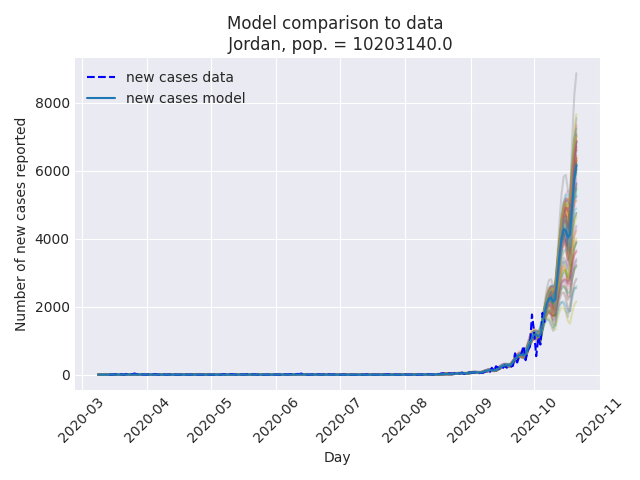 Model comparison to data
Jordan, pop. = 10203140.0
new cases data
new cases model
Number of new cases reported
8000
6000
4000
2000
0
2020-03
2020-04
2020-05
2020-06
2020-07
2020-08
2020-09
2020-10
2020-11
Day